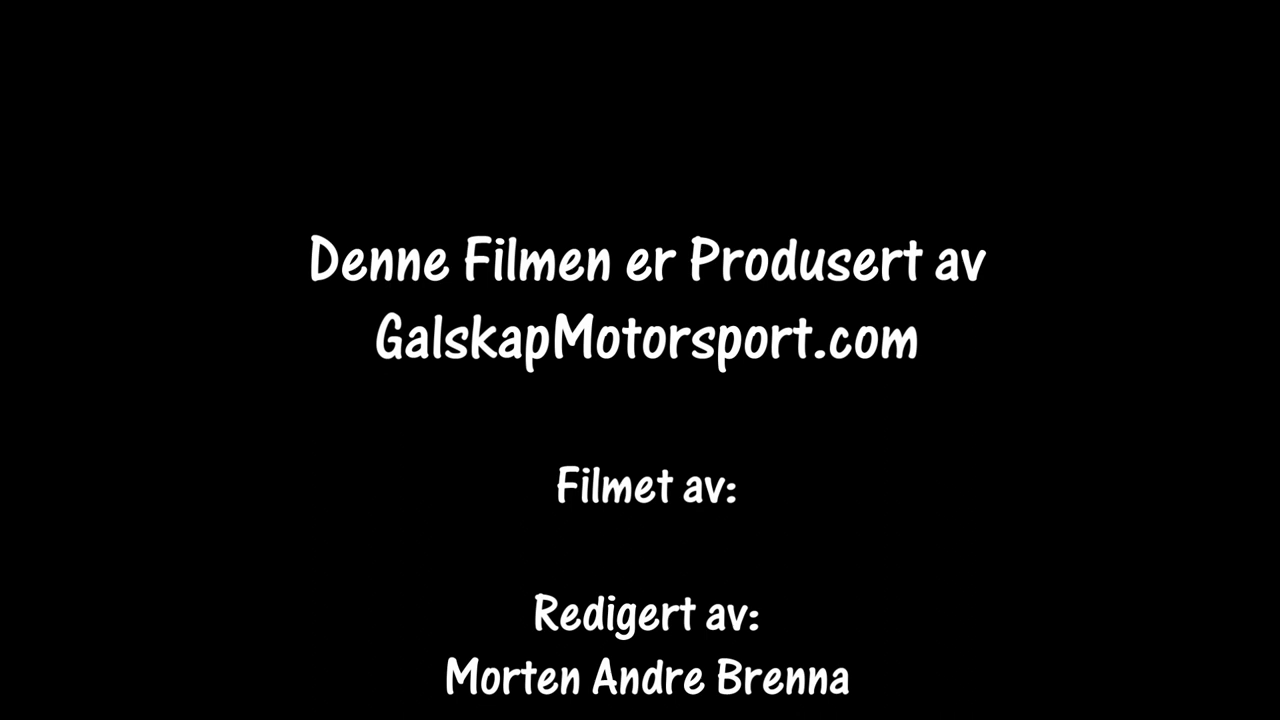 Denne Filmen er Produsert av
GalskapMotorsport.com
Filmet av:
Redigert av:
Morten Andre Brenna